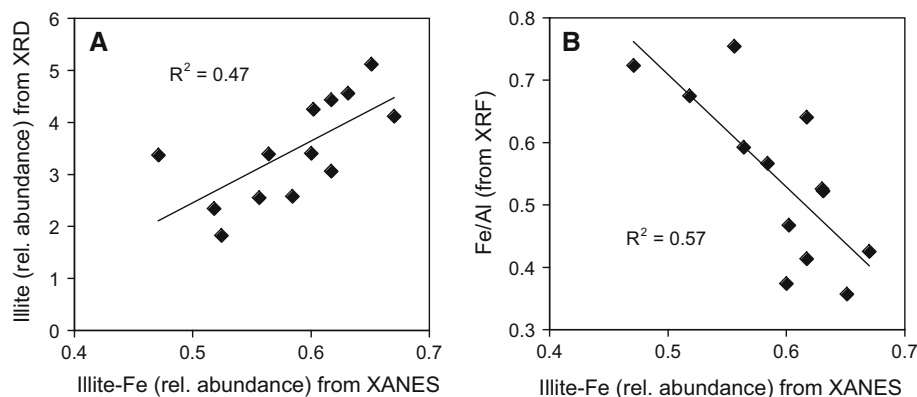 A
R² = 0.47
Illite (rel. abundance) from XRD
6
5
4
3
2
1
0
0.4 0.5 0.6 0.7
Illite-Fe (rel. abundance) from XANES
B
R² = 0.57
Fe/Al (from XRF)
0.8
0.7
0.6
0.5
0.4
0.3
0.4 0.5 0.6 0.7
Illite-Fe (rel. abundance) from XANES